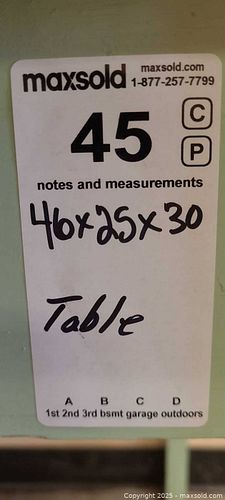 maxsold maxsold.com
1-877-257-7799
45 C
P
notes and measurements
46x25x30
Table
A B C D
1st 2nd 3rd bsmt garage outdoors
Copyright 2025 - maxsold.com